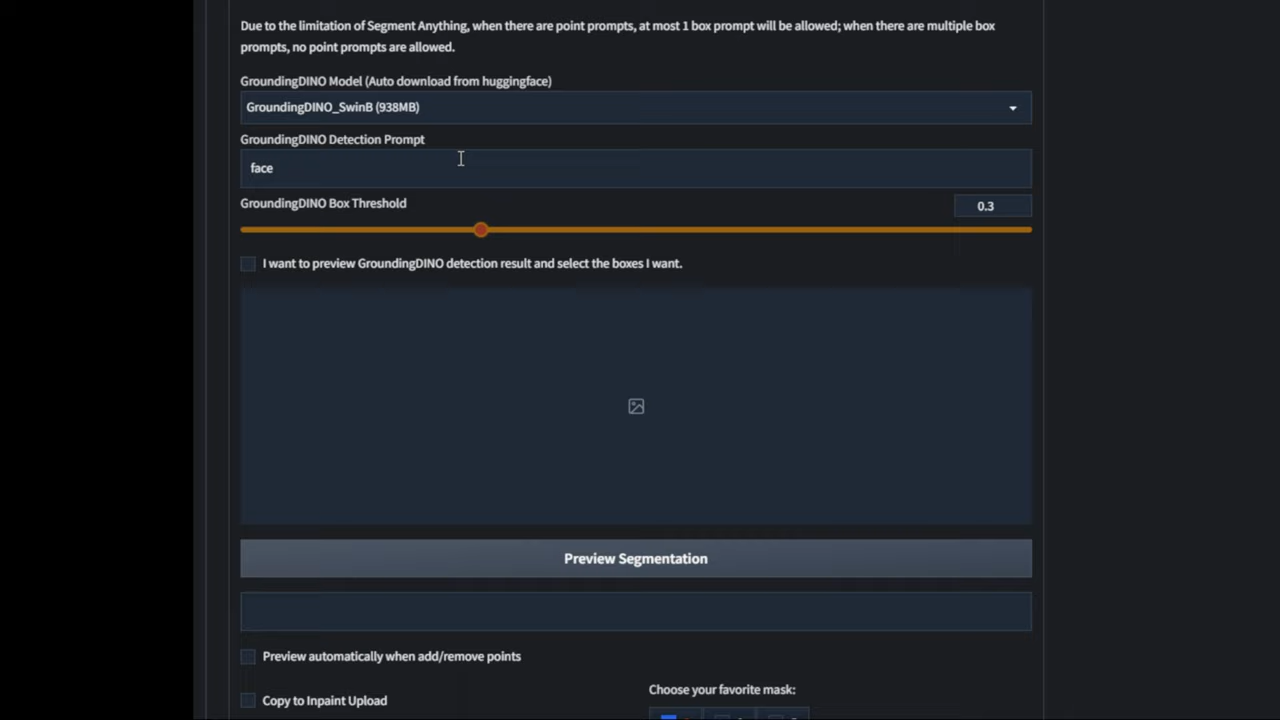 Due to the limitation of Segment Anything, when there are point prompts, at most 1 box prompt will be allowed; when there are multiple box
prompts, no point prompts are allowed.
GroundingDINO Model (Auto download from huggingface)
GroundingDINO_SwinB (938MB)
GroundingDINO Detection Prompt
face
GroundingDINO Box Threshold
0.3
I want to preview GroundingDINO detection result and select the boxes I want.
Preview Segmentation
Preview automatically when add/remove points
Copy to Inpaint Upload
Choose your favorite mask: